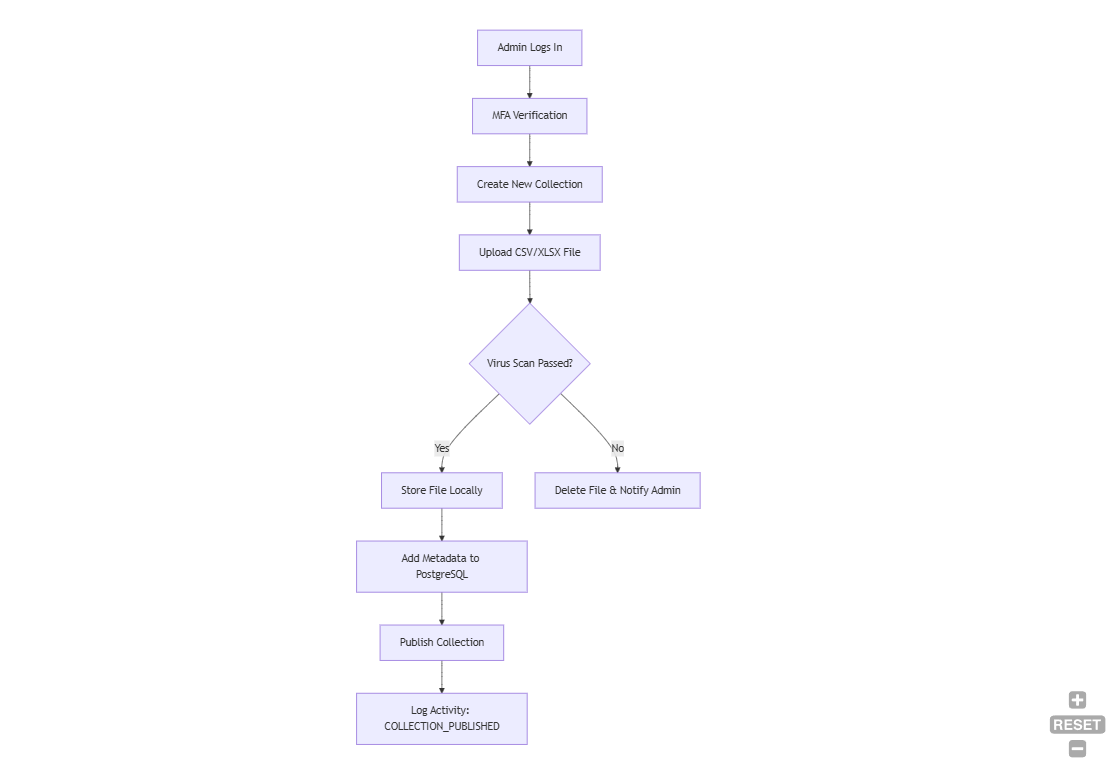 Admin Logs In
MFA Verification
Create New Collection
Upload CSV/XLSX File
Virus Scan Passed?
Yes
No
Store File Locally
Delete File & Notify Admin
Add Metadata to
PostgreSQL
Publish Collection
Log Activity:
COLLECTION_PUBLISHED
+
RESET
−